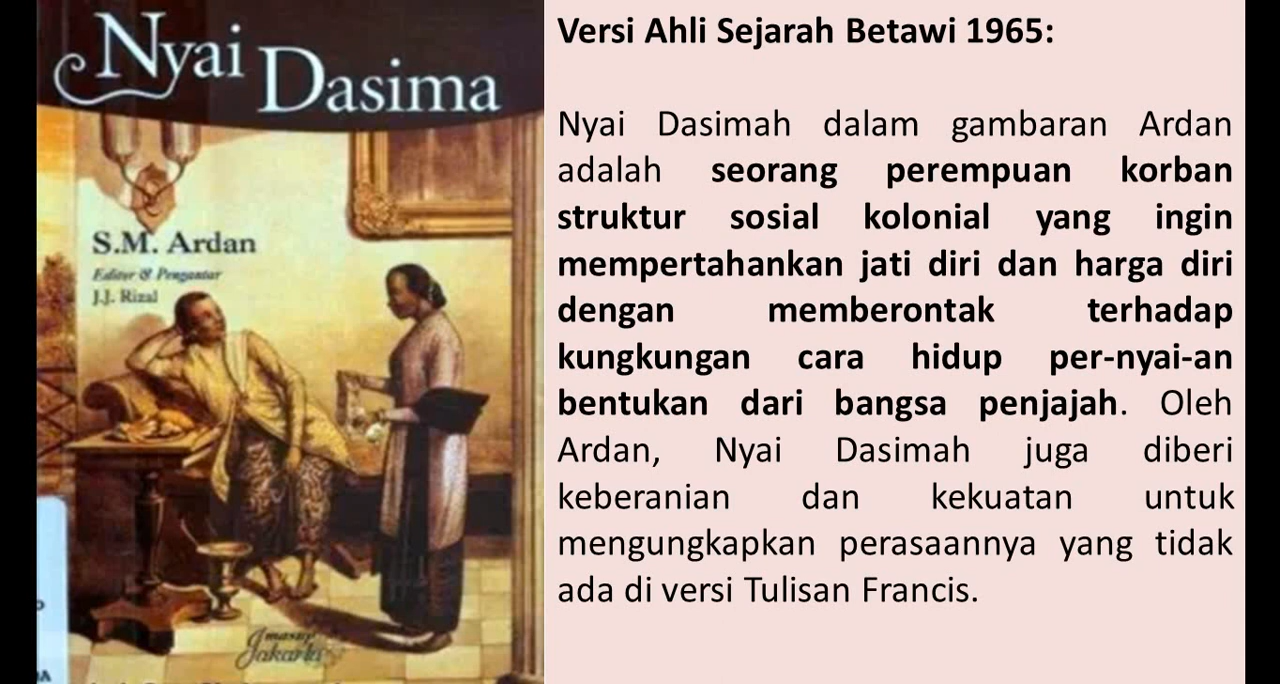 Nyai
Dasima
S.M. Ardan
Editor & Pengantar
J.J. Rizal
masup
Jakarta
Versi Ahli Sejarah Betawi 1965:
Nyai Dasimah dalam gambaran Ardan
adalah seorang perempuan korban
struktur sosial kolonial yang ingin
mempertahankan jati diri dan harga diri
dengan memberontak terhadap
kungkungan cara hidup per-nyai-an
bentukan dari bangsa penjajah. Oleh
Ardan, Nyai Dasimah juga diberi
keberanian dan kekuatan untuk
mengungkapkan perasaannya yang tidak
ada di versi Tulisan Francis.